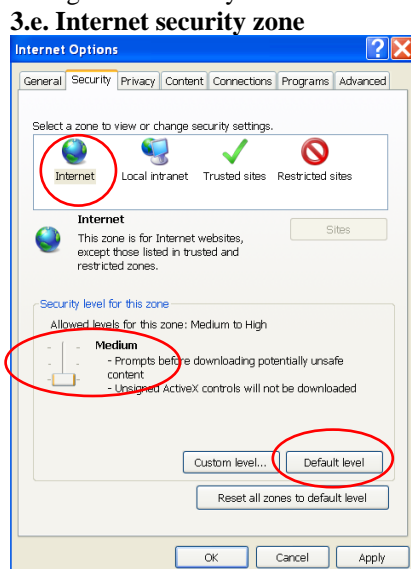 3.e. Internet security zone
Internet Options
General Security Privacy Content Connections Programs Advanced
Select a zone to view or change security settings.
Internet Local intranet Trusted sites Restricted sites
Internet
Sites
This zone is for Internet websites,
except those listed in trusted and
restricted zones.
Security level for this zone
Allowed levels for this zone: Medium to High
Medium
- Prompts before downloading potentially unsafe
content
- Unsigned ActiveX controls will not be downloaded
Custom level... Default level
Reset all zones to default level
OK Cancel Apply